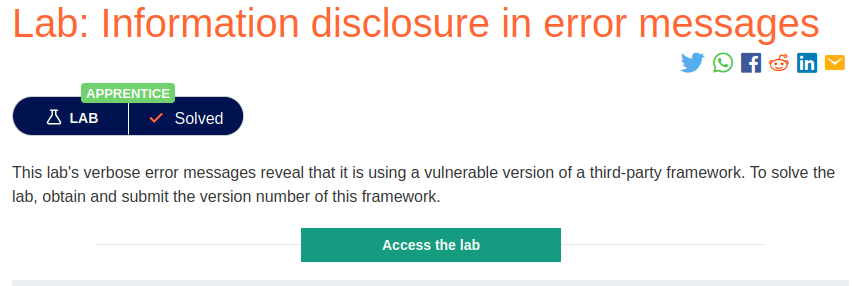 Lab: Information disclosure in error messages
APPRENTICE
LAB
Solved
This lab's verbose error messages reveal that it is using a vulnerable version of a third-party framework. To solve the
lab, obtain and submit the version number of this framework.
Access the lab